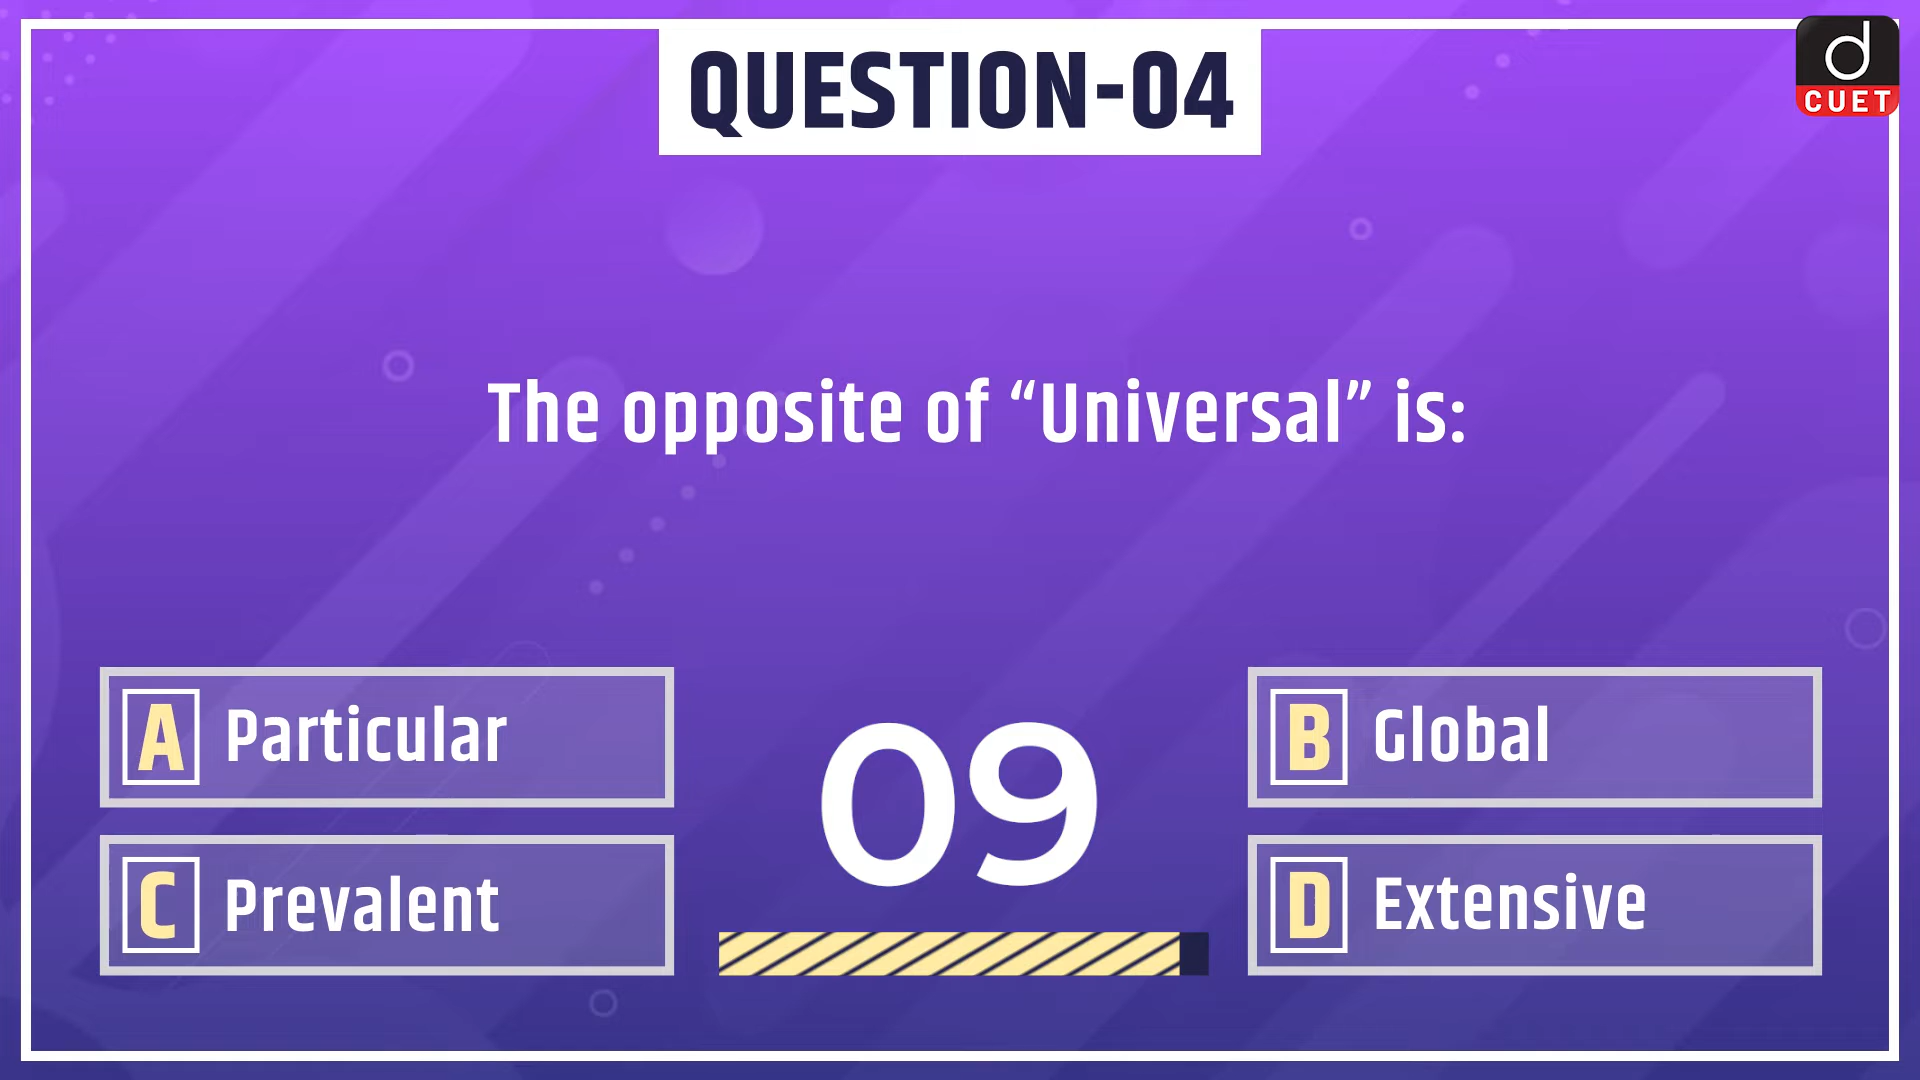 QUESTION-04
d
CUET
The opposite of “Universal” is:
A Particular
B Global
09
C Prevalent
D Extensive